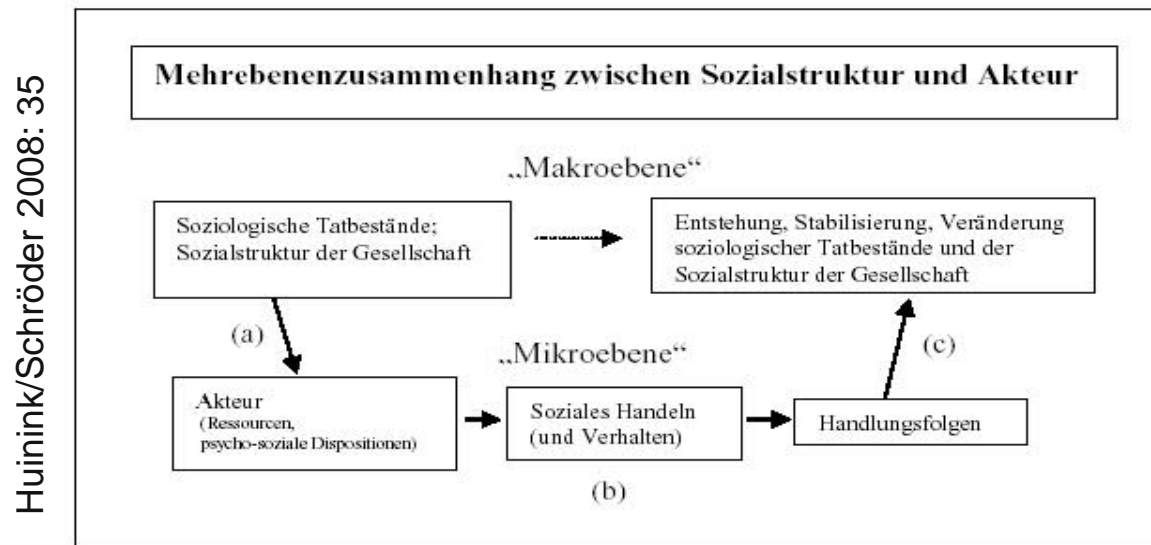 Huinink/Schröder 2008: 35
Mehrebenenzusammenhang zwischen Sozialstruktur und Akteur
„Makroebene“
Soziologische Tatbestände;
Sozialstruktur der Gesellschaft
Entstehung, Stabilisierung, Veränderung
soziologischer Tatbestände und der
Sozialstruktur der Gesellschaft
(a)
„Mikroebene“
(c)
Akteur
(Ressourcen,
psycho-soziale Dispositionen)
Soziales Handeln
(und Verhalten)
Handlungsfolgen
(b)